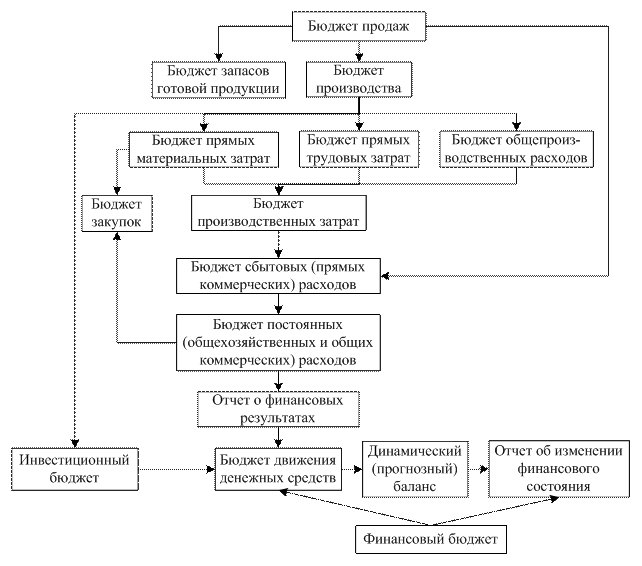 Бюджет продаж
Бюджет запасов
готовой продукции
Бюджет
производства
Бюджет прямых
материальных затрат
Бюджет прямых
трудовых затрат
Бюджет общепроиз-
водственных расходов
Бюджет
закупок
Бюджет
производственных затрат
Бюджет сбытовых (прямых
коммерческих) расходов
Бюджет постоянных
(общехозяйственных и общих
коммерческих) расходов
Отчет о финансовых
результатах
Инвестиционный
бюджет
Бюджет движения
денежных средств
Динамический
(прогнозный)
баланс
Отчет об изменении
финансового
состояния
Финансовый бюджет